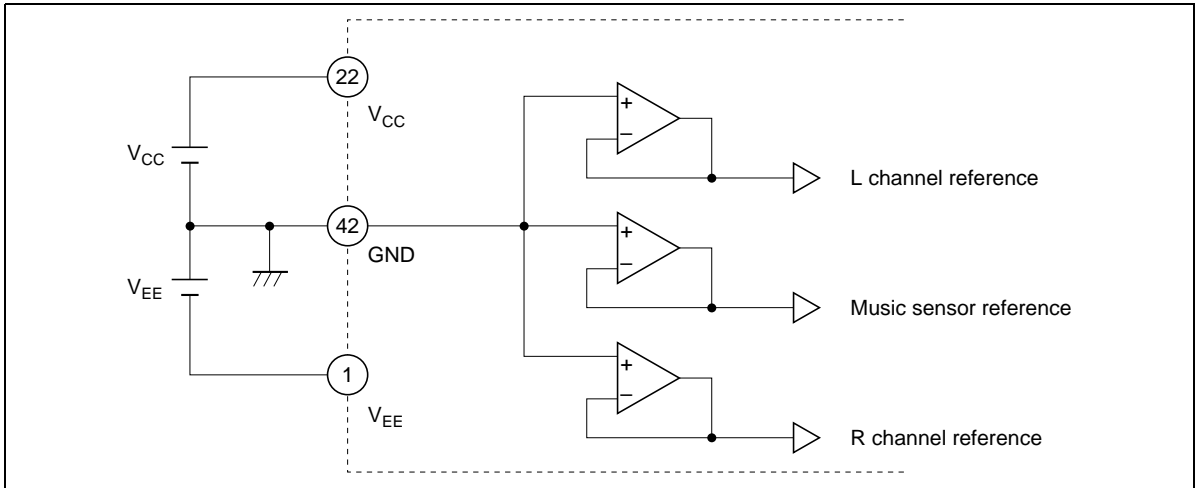 22
V_CC
V_CC
+
−
L channel reference
42
GND
+
−
V_EE
Music sensor reference
1
V_EE
+
−
R channel reference